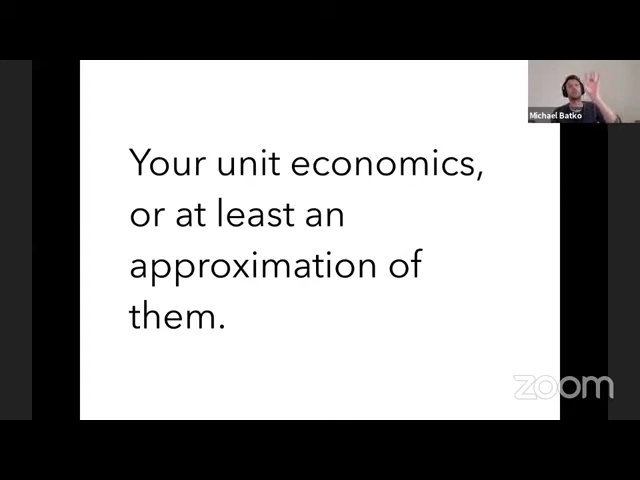 Michael Batko
Your unit economics,
or at least an
approximation of
them.
zoom